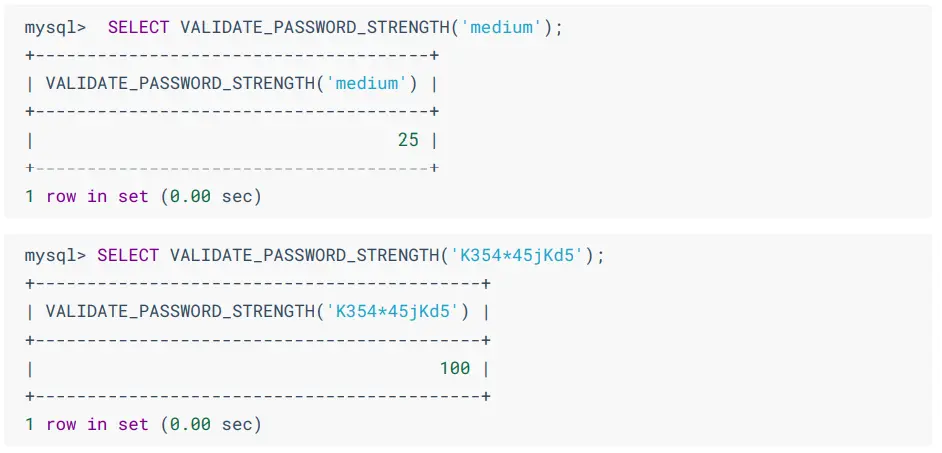 mysql>  SELECT VALIDATE_PASSWORD_STRENGTH('medium');
+--------------------------------------+
| VALIDATE_PASSWORD_STRENGTH('medium') |
+--------------------------------------+
|                                   25 |
+--------------------------------------+
1 row in set (0.00 sec)
mysql> SELECT VALIDATE_PASSWORD_STRENGTH('K354*45jKd5');
+-------------------------------------------+
| VALIDATE_PASSWORD_STRENGTH('K354*45jKd5') |
+-------------------------------------------+
|                                       100 |
+-------------------------------------------+
1 row in set (0.00 sec)